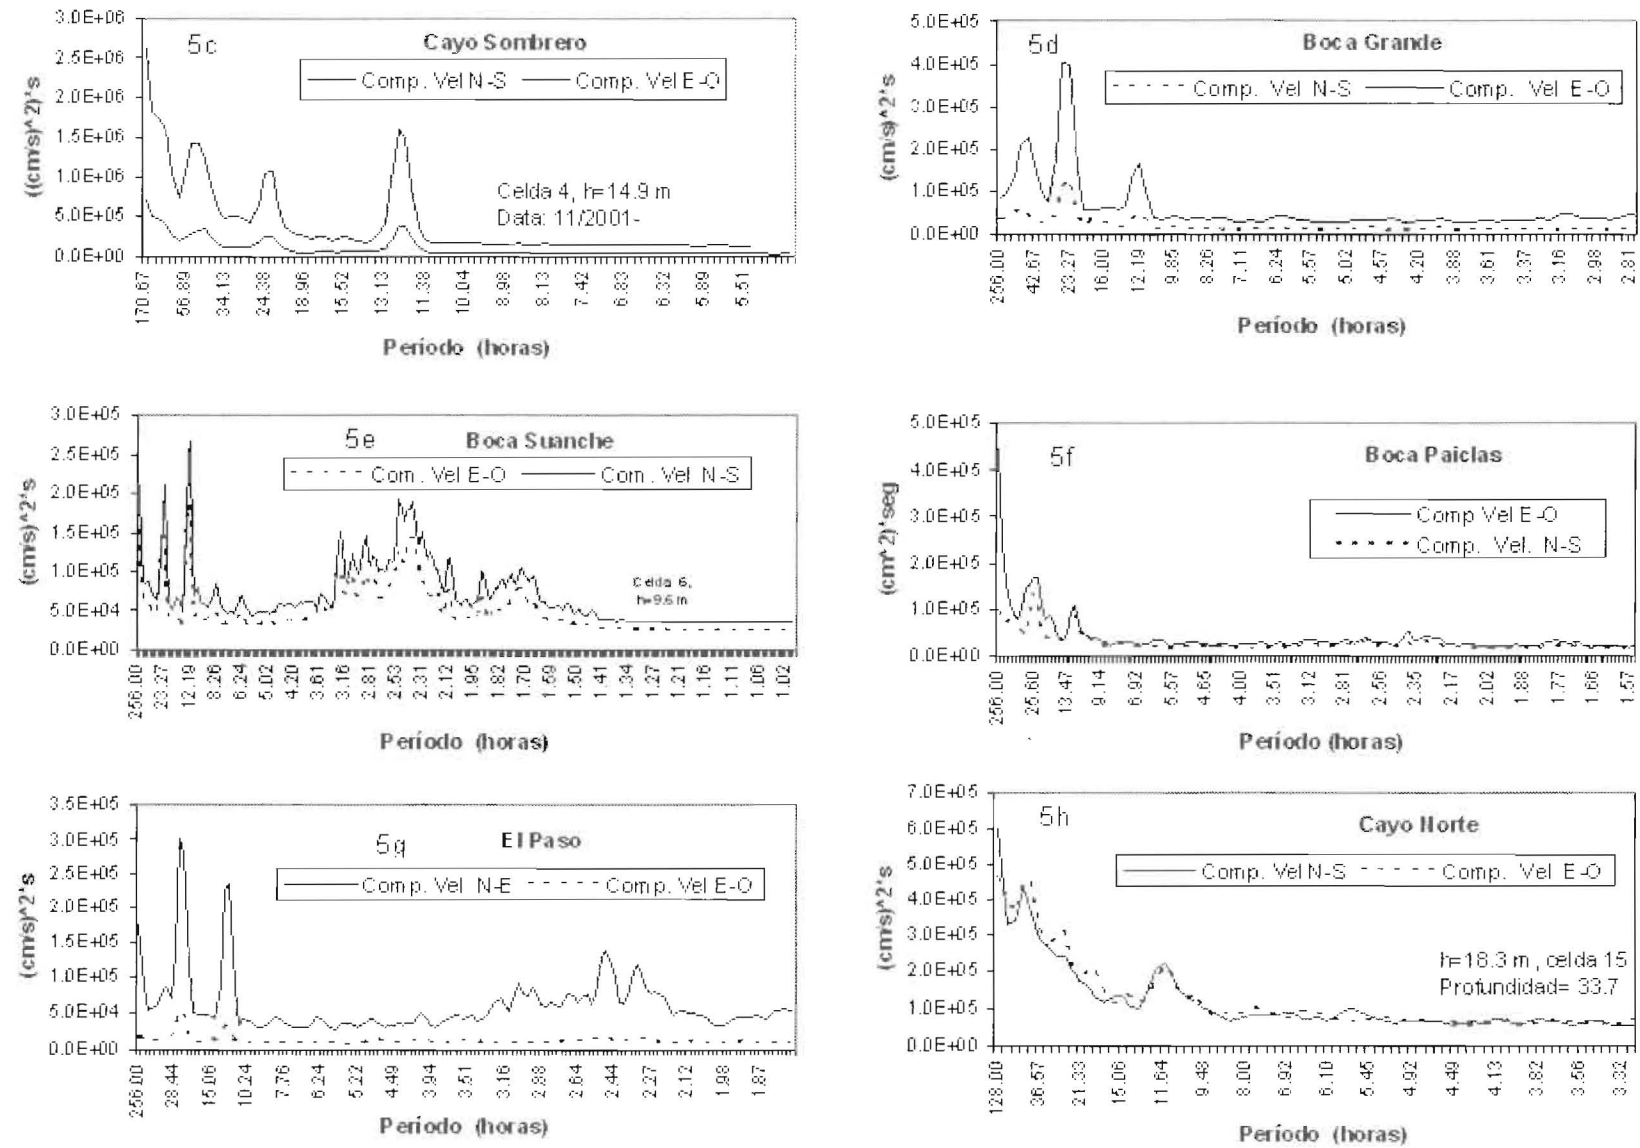 5c
Cayo Sombrero
Comp. Vel N-S
Comp. Vel E-O
Celda 4, h=14.9 m
Data: 11/2001-
((cm/s)^2)*s
3.0E+06
2.5E+06
2.0E+06
1.5E+06
1.0E+06
5.0E+05
0.0E+00
170.67 56.89 34.13 24.38 18.96 15.52 13.13 11.38 10.04 8.98 8.13 7.42 6.83 6.32 5.89 5.51
Período (horas)
5d
Boca Grande
Comp. Vel N-S
Comp. Vel E-O
(cm/s)^2*s
5.0E+05
4.0E+05
3.0E+05
2.0E+05
1.0E+05
0.0E+00
256.00 42.67 23.27 16.00 12.19 9.85 8.26 7.11 6.24 5.57 5.02 4.57 4.20 3.88 3.61 3.37 3.16 2.98 2.81
Período (horas)
5e
Boca Suanche
Com. Vel E-O
Com. Vel N-S
Celda 6,
h=9.6 m
(cm/s)^2*s
3.0E+05
2.5E+05
2.0E+05
1.5E+05
1.0E+05
5.0E+04
0.0E+00
256.00 23.27 12.19 8.26 6.24 5.02 4.20 3.61 3.16 2.81 2.53 2.31 2.12 1.95 1.82 1.70 1.59 1.50 1.41 1.34 1.27 1.21 1.16 1.11 1.06 1.02
Período (horas)
5f
Boca Paiclas
Comp Vel E-O
Comp. Vel. N-S
(cm^2)*seg
5.0E+05
4.0E+05
3.0E+05
2.0E+05
1.0E+05
0.0E+00
256.00 25.60 13.47 9.14 6.92 5.57 4.65 4.00 3.51 3.12 2.81 2.56 2.35 2.17 2.02 1.88 1.77 1.66 1.57
Período (horas)
5g
El Paso
Comp. Vel N-E
Comp. Vel E-O
(cm/s)^2*s
3.5E+05
3.0E+05
2.5E+05
2.0E+05
1.5E+05
1.0E+05
5.0E+04
0.0E+00
256.00 28.44 15.06 10.24 7.76 6.24 5.22 4.49 3.94 3.51 3.16 2.88 2.64 2.44 2.27 2.12 1.98 1.87
Período (horas)
5h
Cayo Norte
Comp. Vel N-S
Comp. Vel E-O
h=18.3 m, celda 15
Profundidad= 33.7
(cm/s)^2*s
7.0E+05
6.0E+05
5.0E+05
4.0E+05
3.0E+05
2.0E+05
1.0E+05
0.0E+00
128.00 36.57 21.33 15.06 11.64 9.48 8.00 6.92 6.10 5.45 4.92 4.49 4.13 3.82 3.56 3.32
Período (horas)